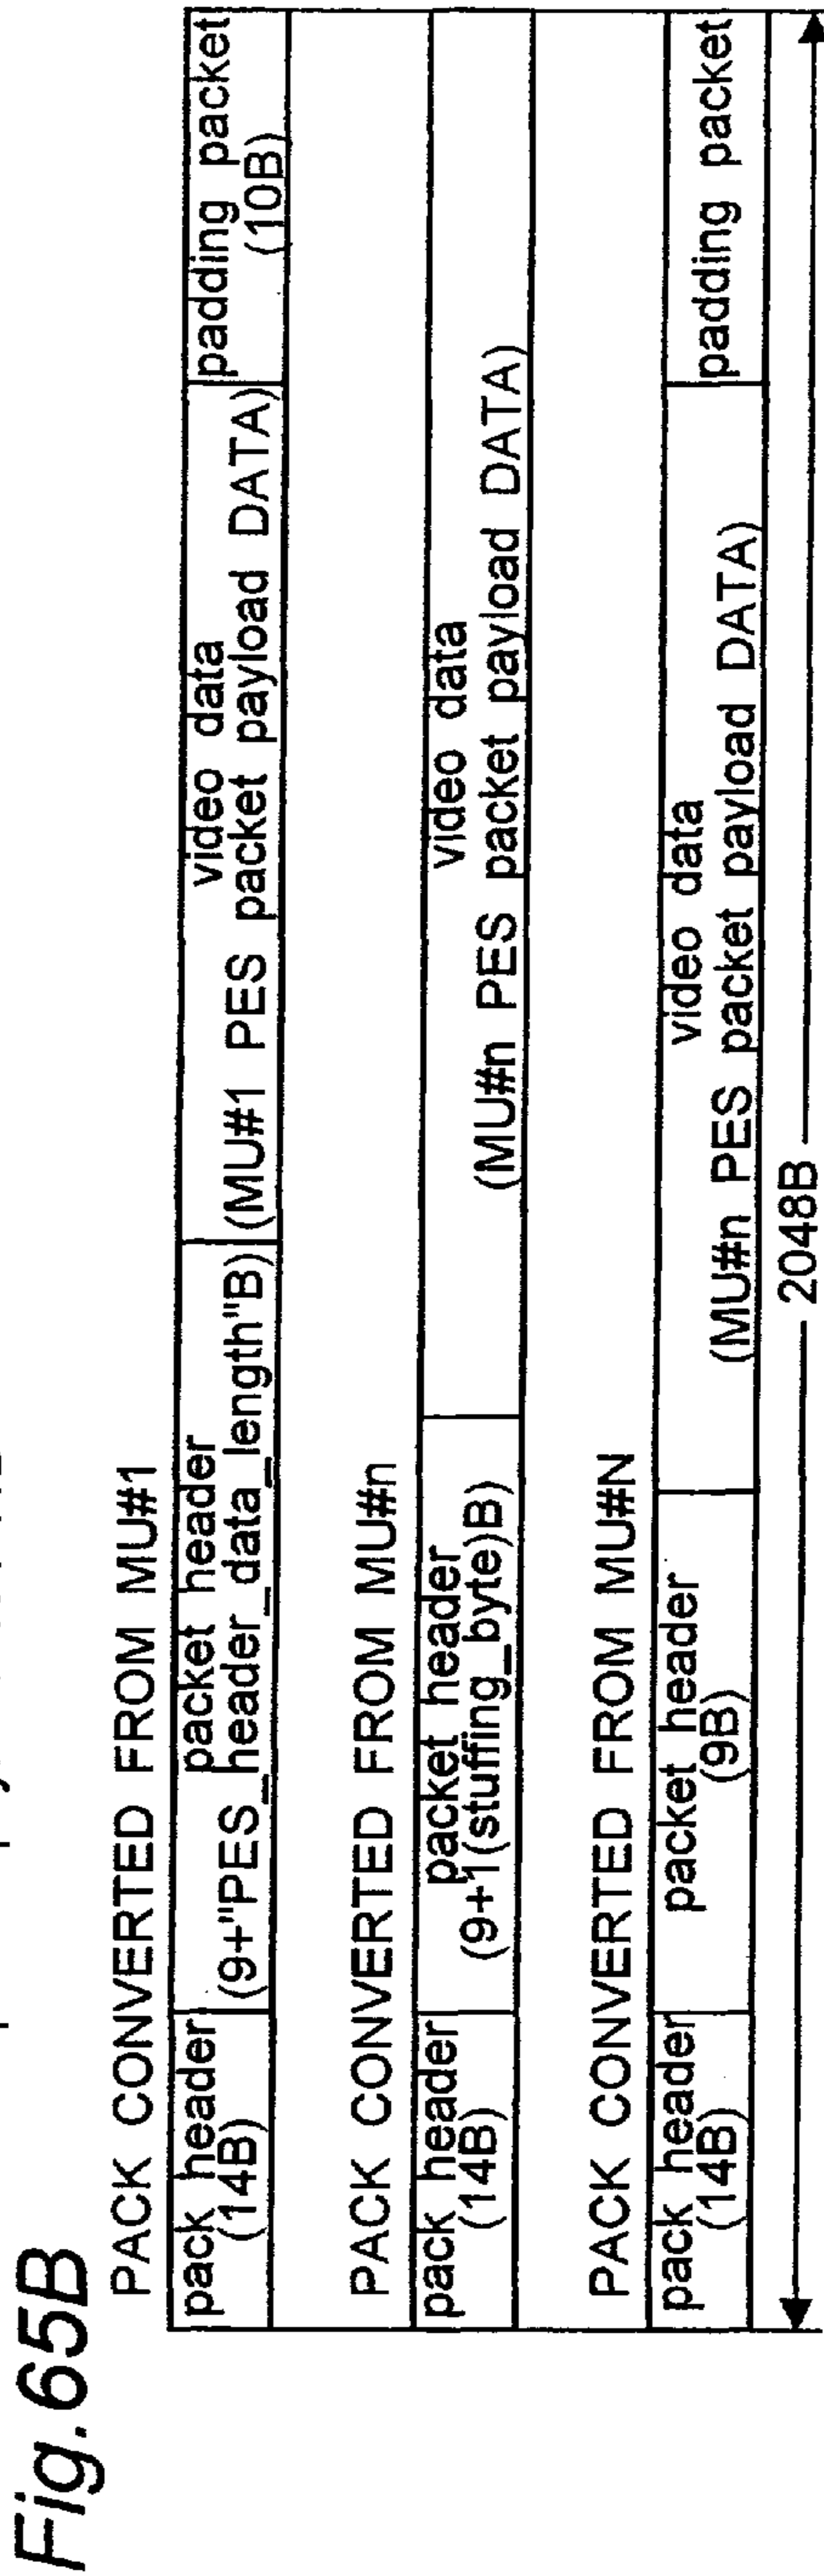 Fig.65B
PACK CONVERTED FROM MU#1
pack header
(14B)
packet header
(9+"PES_header_data_length"B)
video data
(MU#1 PES packet payload DATA)
padding packet
(10B)
PACK CONVERTED FROM MU#n
pack header
(14B)
packet header
(9+1(stuffing_byte)B)
video data
(MU#n PES packet payload DATA)
PACK CONVERTED FROM MU#N
pack header
(14B)
packet header
(9B)
video data
(MU#n PES packet payload DATA)
padding packet
2048B